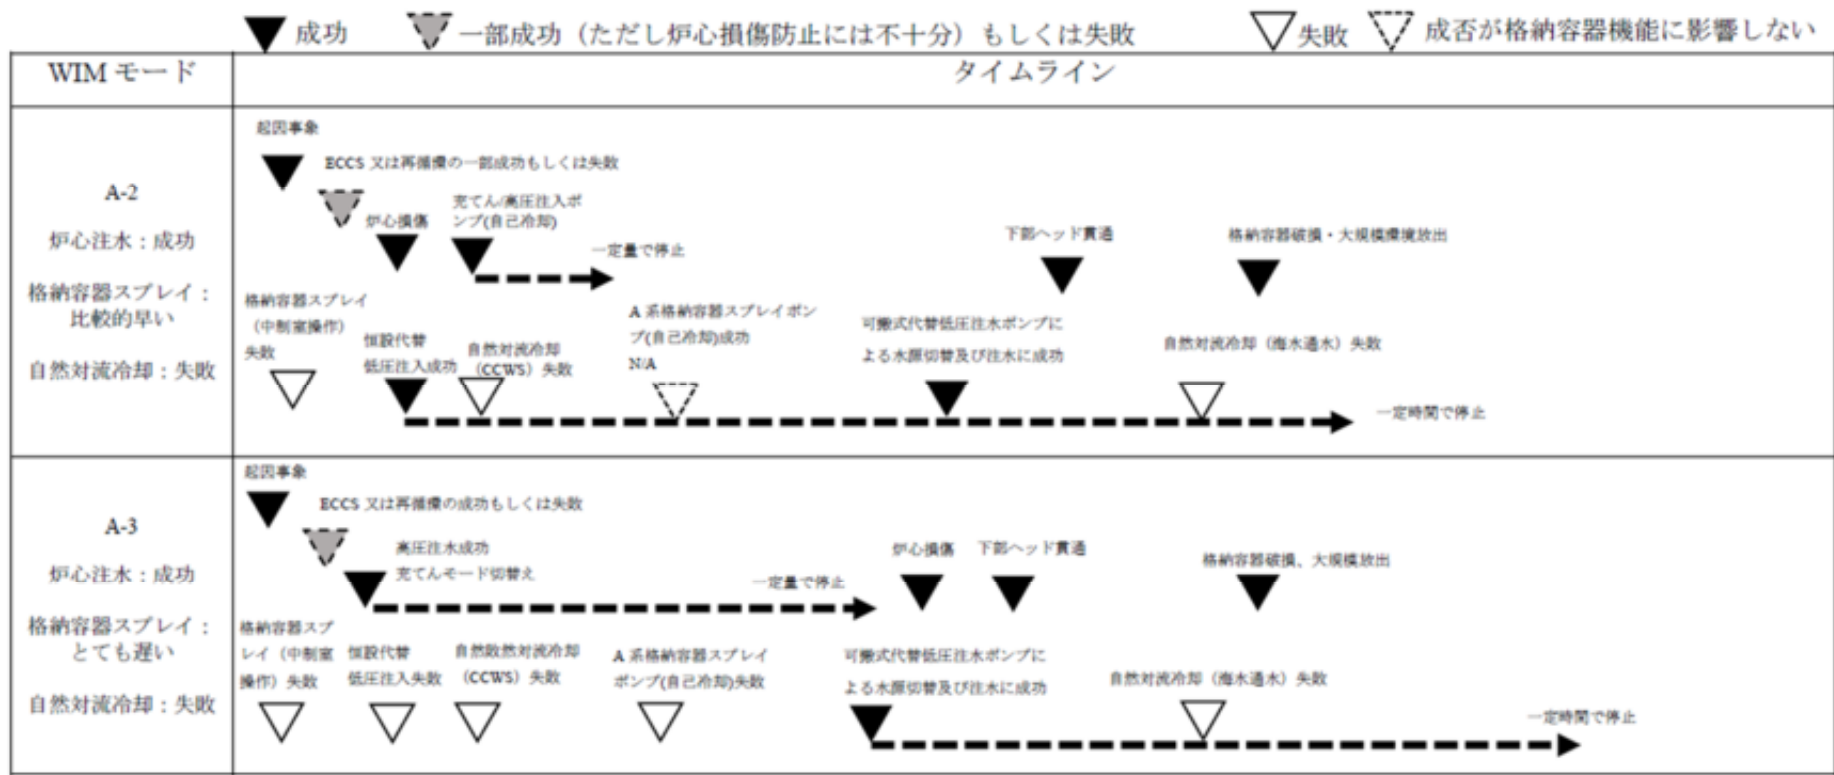 成功
一部成功（ただし炉心損傷防止には不十分）もしくは失敗
失敗
成否が格納容器機能に影響しない
WIM モード
タイムライン
A-2
炉心注水：成功
格納容器スプレイ：
比較的早い
自然対流冷却：失敗
起因事象
ECCS 又は再循環の一部成功もしくは失敗
炉心損傷
充てん/高圧注入ポ
ンプ(自己冷却)
一定量で停止
下部ヘッド貫通
格納容器破損・大規模環境放出
格納容器スプレイ
（中制室操作）
失敗
恒設代替
低圧注入成功
自然対流冷却
（CCWS）失敗
A 系格納容器スプレイポン
プ(自己冷却)成功
N/A
可搬式代替低圧注水ポンプに
よる水源切替及び注水に成功
自然対流冷却（海水通水）失敗
一定時間で停止
A-3
炉心注水：成功
格納容器スプレイ：
とても遅い
自然対流冷却：失敗
起因事象
ECCS 又は再循環の成功もしくは失敗
高圧注水成功
充てんモード切替え
一定量で停止
炉心損傷
下部ヘッド貫通
格納容器破損、大規模放出
格納容器スプ
レイ（中制室
操作）失敗
恒設代替
低圧注入失敗
自然散然対流冷却
（CCWS）失敗
A 系格納容器スプレイ
ポンプ(自己冷却)失敗
可搬式代替低圧注水ポンプに
よる水源切替及び注水に成功
自然対流冷却（海水通水）失敗
一定時間で停止